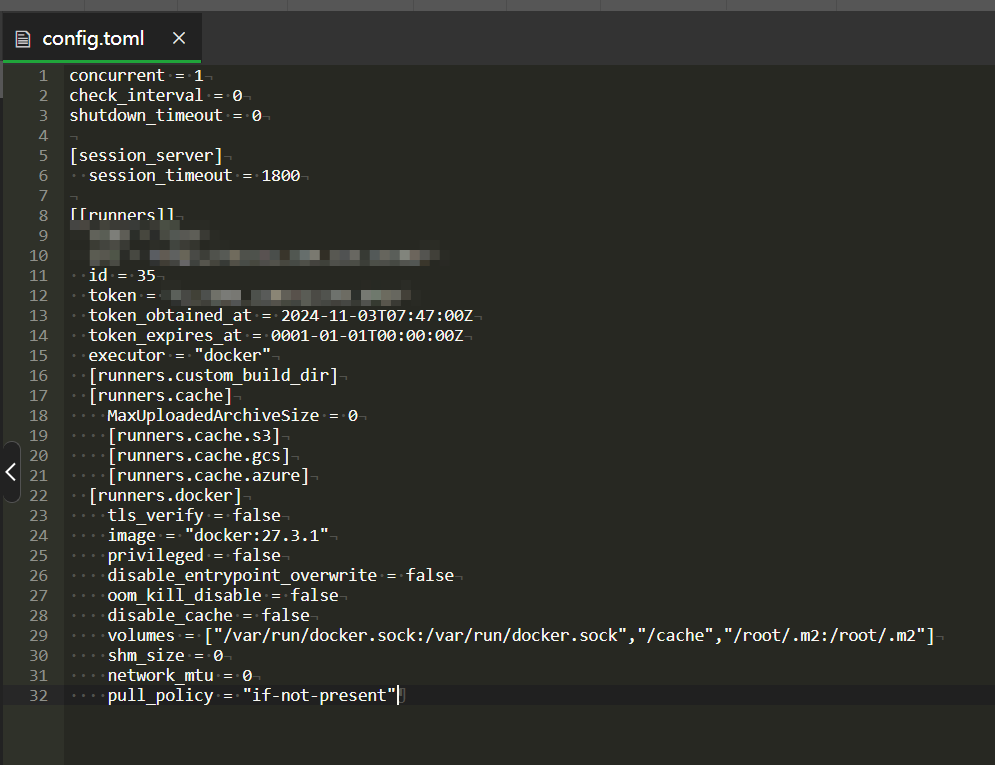 config.toml
1 concurrent = 1
2 check_interval = 0
3 shutdown_timeout = 0
4
5 [session_server]
6   session_timeout = 1800
7
8 [[runners]]
9
10
11   id = 35
12   token =
13   token_obtained_at = 2024-11-03T07:47:00Z
14   token_expires_at = 0001-01-01T00:00:00Z
15   executor = "docker"
16   [runners.custom_build_dir]
17   [runners.cache]
18     MaxUploadedArchiveSize = 0
19     [runners.cache.s3]
20     [runners.cache.gcs]
21     [runners.cache.azure]
22   [runners.docker]
23     tls_verify = false
24     image = "docker:27.3.1"
25     privileged = false
26     disable_entrypoint_overwrite = false
27     oom_kill_disable = false
28     disable_cache = false
29     volumes = ["/var/run/docker.sock:/var/run/docker.sock","/cache","/root/.m2:/root/.m2"]
30     shm_size = 0
31     network_mtu = 0
32     pull_policy = "if-not-present"